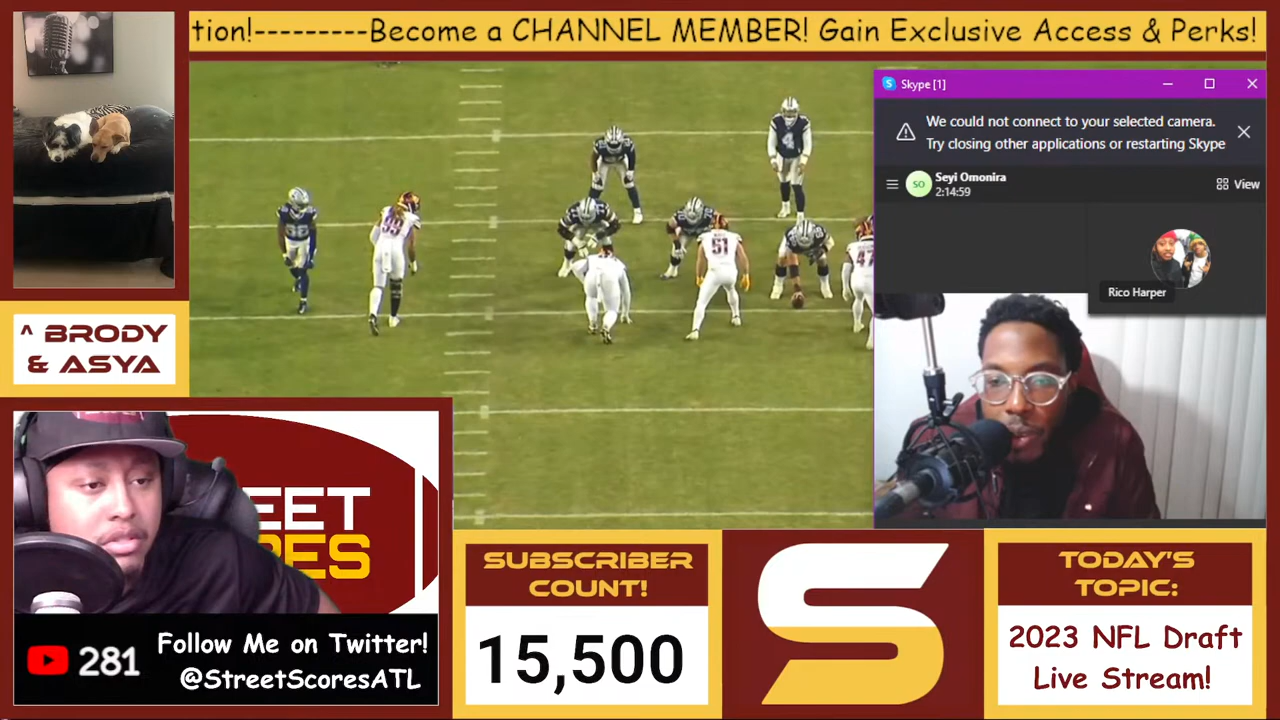 tion!---------Become a CHANNEL MEMBER! Gain Exclusive Access & Perks!
Skype [1]
We could not connect to your selected camera.
Try closing other applications or restarting Skype
SO
Seyi Omonira
2:14:59
View
Rico Harper
4
51
^ BRODY
& ASYA
281
Follow Me on Twitter!
@StreetScoresATL
SUBSCRIBER
COUNT!
15,500
S
TODAY'S
TOPIC:
2023 NFL Draft
Live Stream!